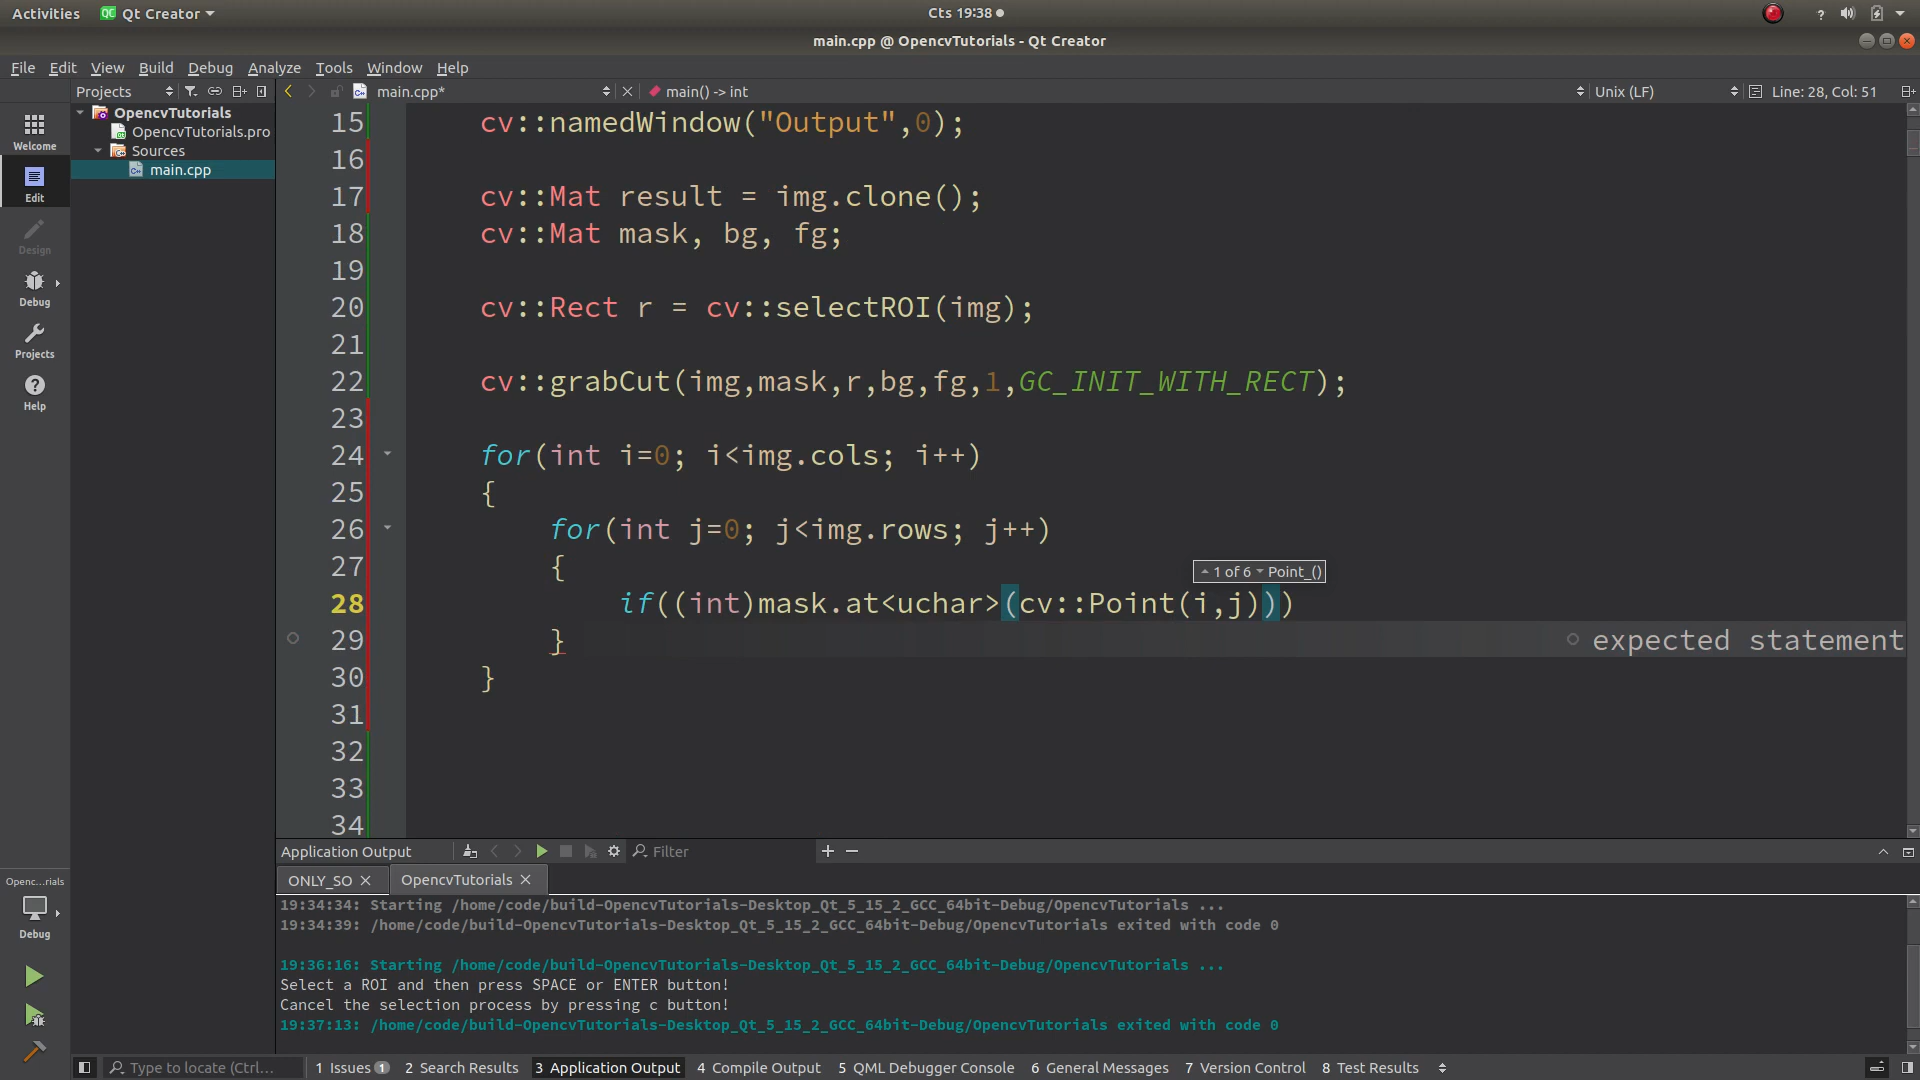 Activities Qt Creator Cts 19:38
main.cpp @ OpencvTutorials - Qt Creator
File Edit View Build Debug Analyze Tools Window Help
Projects main.cpp* main() -> int Unix (LF) Line: 28, Col: 51
OpencvTutorials
OpencvTutorials.pro
Sources
main.cpp
Welcome
Edit
Design
Debug
Projects
Help
15 cv::namedWindow("Output",0);
16
17 cv::Mat result = img.clone();
18 cv::Mat mask, bg, fg;
19
20 cv::Rect r = cv::selectROI(img);
21
22 cv::grabCut(img,mask,r,bg,fg,1,GC_INIT_WITH_RECT);
23
24 for(int i=0; i<img.cols; i++)
25 {
26 for(int j=0; j<img.rows; j++)
27 {
1 of 6 Point_()
28 if((int)mask.at<uchar>(cv::Point(i,j)))
29 } expected statement
30 }
31
32
33
34
Application Output Filter
ONLY_SO OpencvTutorials
19:34:34: Starting /home/code/build-OpencvTutorials-Desktop_Qt_5_15_2_GCC_64bit-Debug/OpencvTutorials ...
19:34:39: /home/code/build-OpencvTutorials-Desktop_Qt_5_15_2_GCC_64bit-Debug/OpencvTutorials exited with code 0
19:36:16: Starting /home/code/build-OpencvTutorials-Desktop_Qt_5_15_2_GCC_64bit-Debug/OpencvTutorials ...
Select a ROI and then press SPACE or ENTER button!
Cancel the selection process by pressing c button!
19:37:13: /home/code/build-OpencvTutorials-Desktop_Qt_5_15_2_GCC_64bit-Debug/OpencvTutorials exited with code 0
Openc...rials
Debug
Type to locate (Ctrl... 1 Issues 1 2 Search Results 3 Application Output 4 Compile Output 5 QML Debugger Console 6 General Messages 7 Version Control 8 Test Results